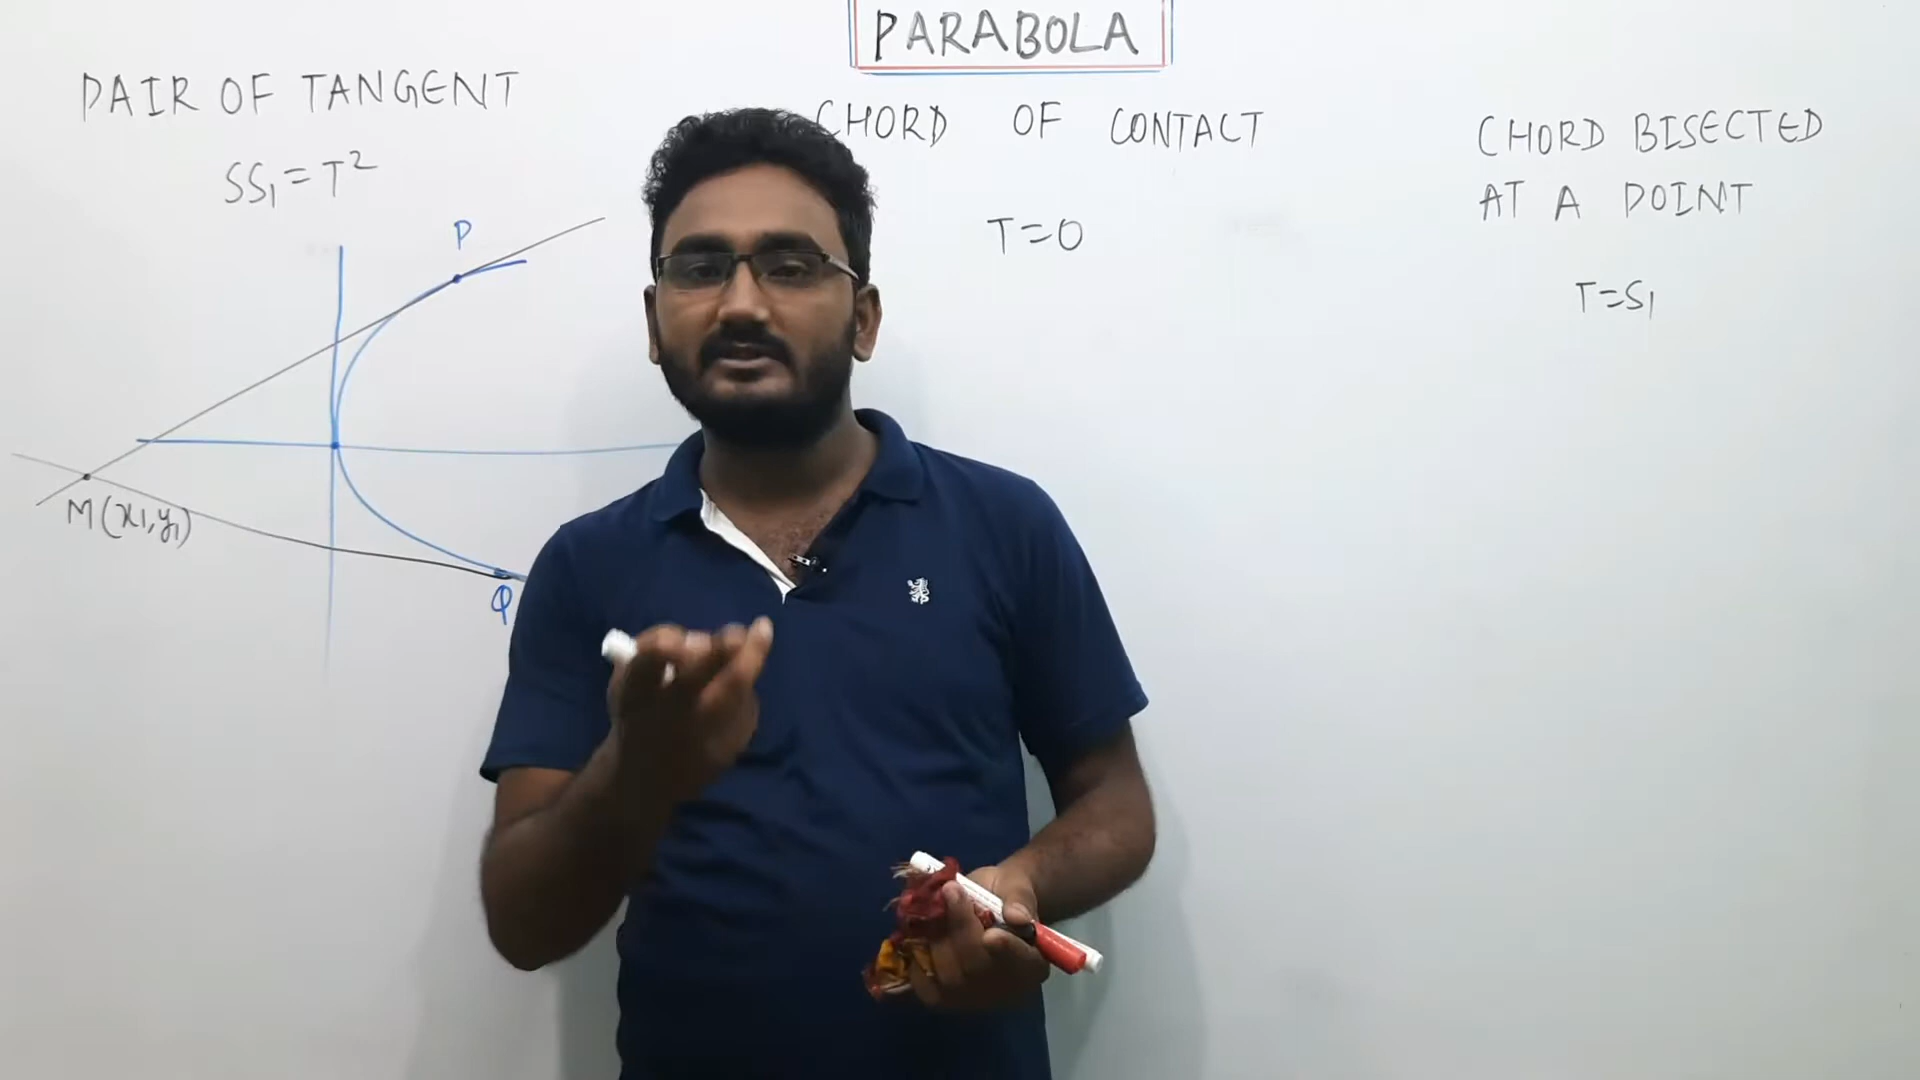 PARABOLA
PAIR OF TANGENT
SS₁=T²
P
M(x₁,y₁)
Q
CHORD OF CONTACT
T=0
CHORD BISECTED
AT A POINT
T=S₁